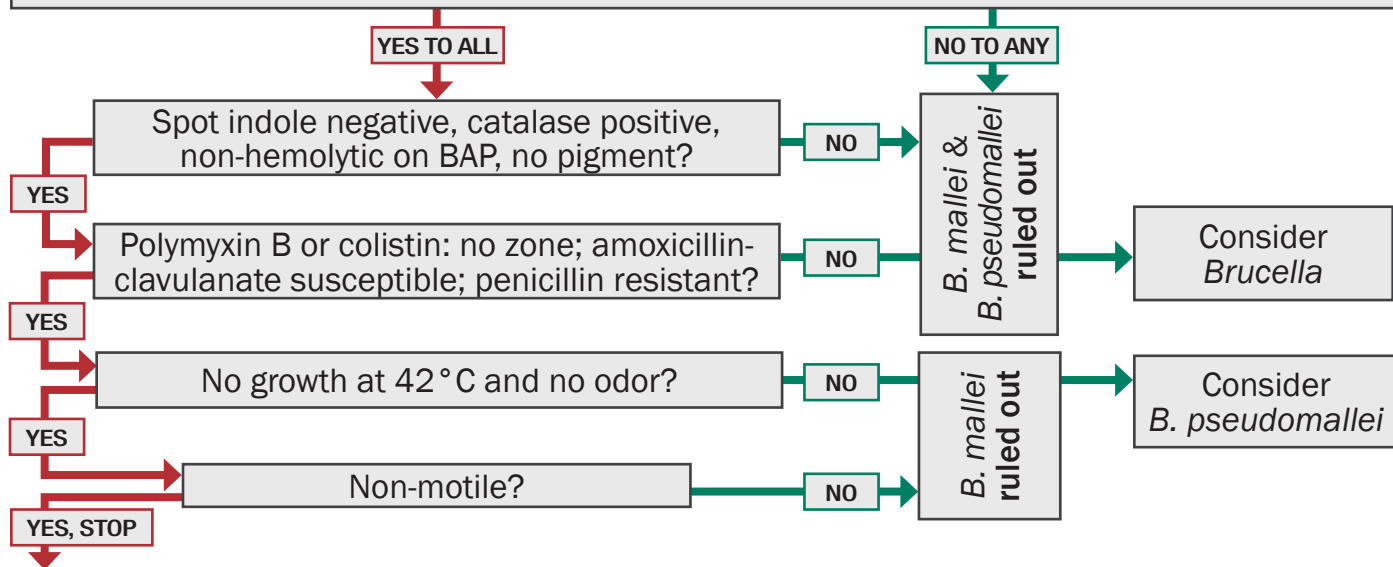 YES TO ALL
NO TO ANY
Spot indole negative, catalase positive,
non-hemolytic on BAP, no pigment?
NO
B. mallei &
B. pseudomallei
ruled out
YES
Polymyxin B or colistin: no zone; amoxicillin-
clavulanate susceptible; penicillin resistant?
NO
Consider
Brucella
YES
No growth at 42°C and no odor?
NO
B. mallei
ruled out
Consider
B. pseudomallei
YES
Non-motile?
NO
YES, STOP